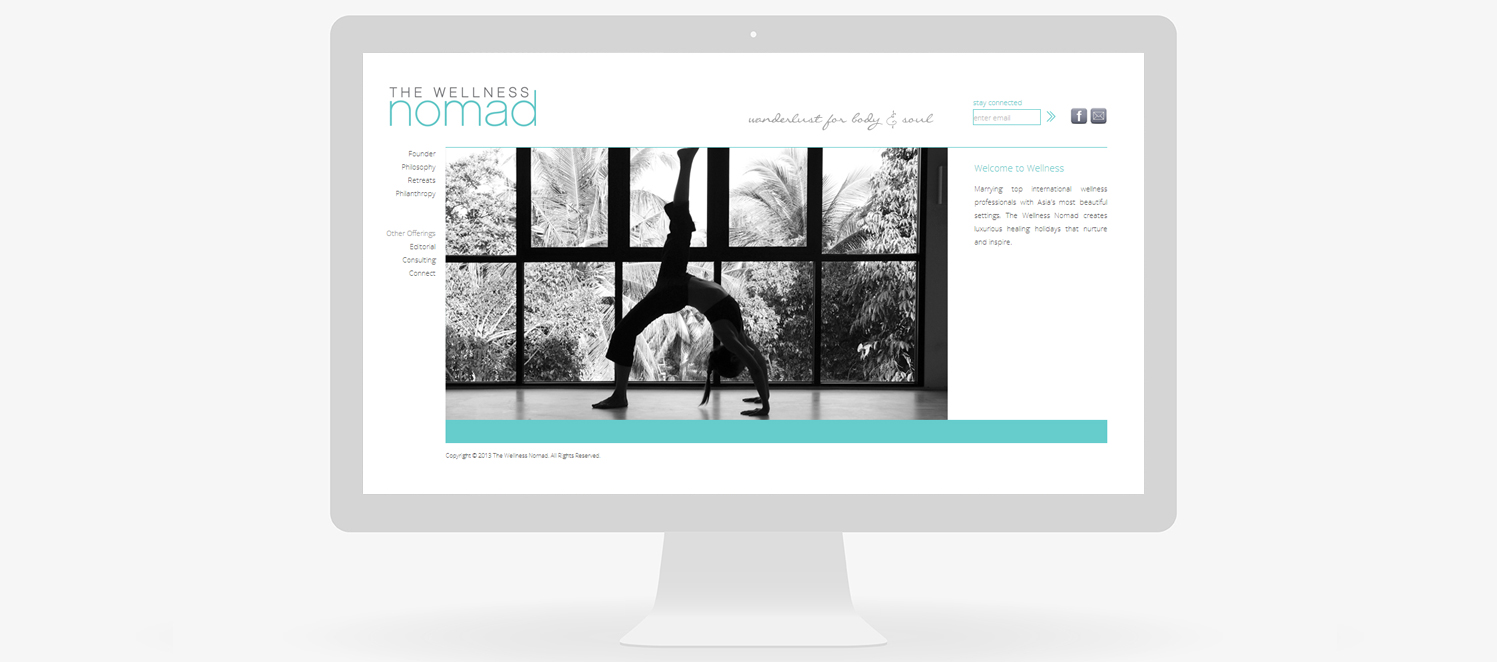 THE WELLNESS
nomad
wanderlust for body & soul
stay connected
enter email
f
Founder
Philosophy
Retreats
Philanthropy
Other Offerings
Editorial
Consulting
Connect
Welcome to Wellness
Marrying top international wellness
professionals with Asia's most beautiful
settings. The Wellness Nomad creates
luxurious healing holidays that nurture
and inspire.
Copyright © 2013 The Wellness Nomad. All Rights Reserved.